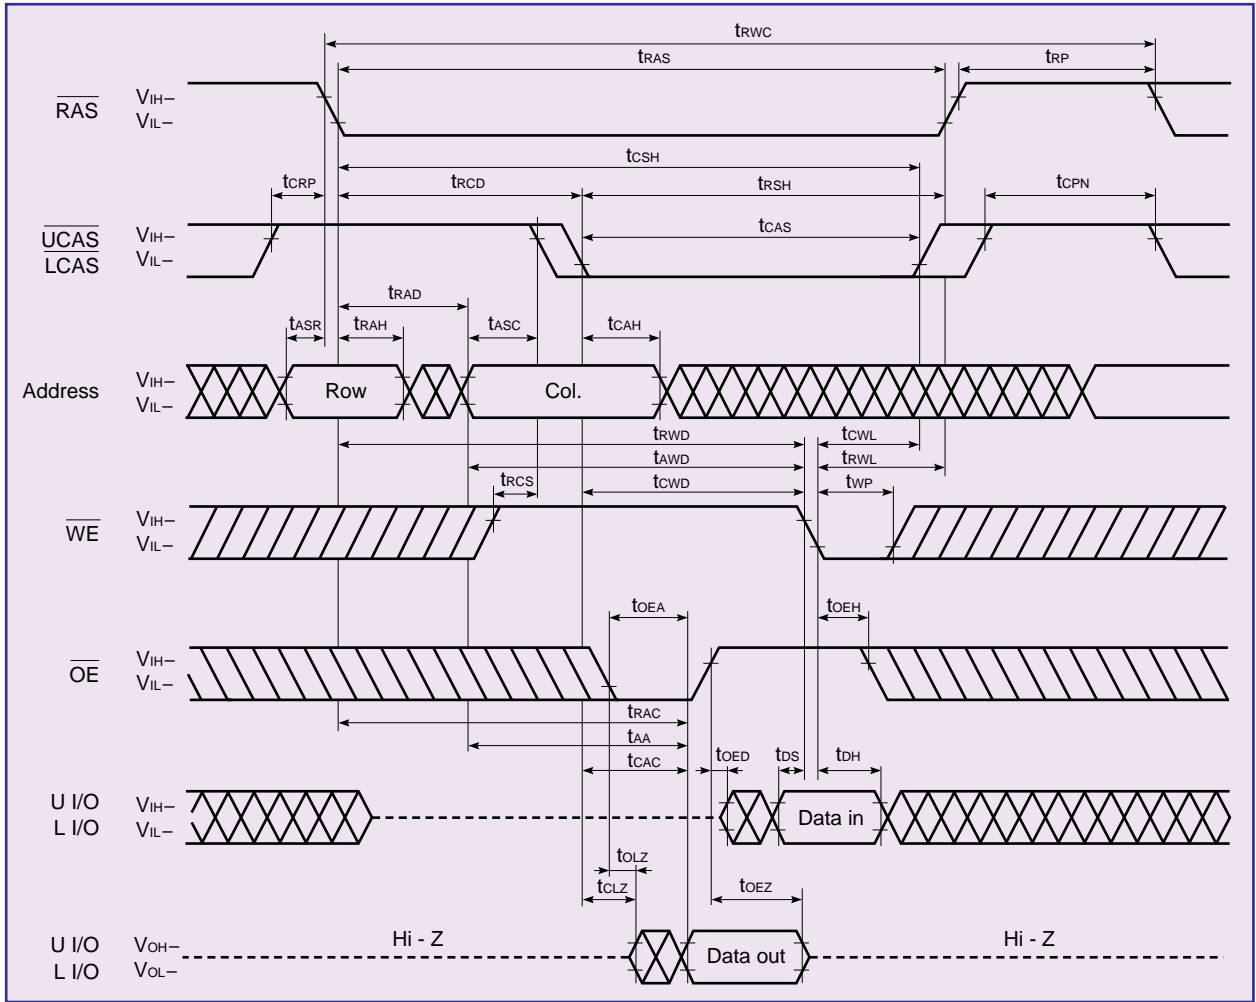 tRWC
tRAS
tRP
RAS
VIH–
VIL–
tCSH
tCRP
tRCD
tRSH
tCPN
UCAS
LCAS
VIH–
VIL–
tCAS
tRAD
tASR
tRAH
tASC
tCAH
Address
VIH–
VIL–
Row
Col.
tRWD
tCWL
tAWD
tRWL
tRCS
tCWD
tWP
WE
VIH–
VIL–
tOEA
tOEH
OE
VIH–
VIL–
tRAC
tAA
tCAC
tOED
tDS
tDH
U I/O
L I/O
VIH–
VIL–
Data in
tOLZ
tCLZ
tOEZ
U I/O
L I/O
VOH–
VOL–
Hi - Z
Data out
Hi - Z